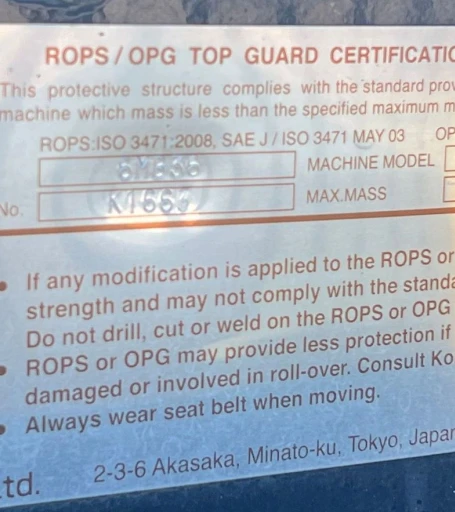 ROPS / OPG TOP GUARD CERTIFICATIO
This protective structure complies with the standard prov
machine which mass is less than the specified maximum m
ROPS:ISO 3471:2008, SAE J / ISO 3471 MAY 03 OP
MACHINE MODEL
No. MAX.MASS
• If any modification is applied to the ROPS or
strength and may not comply with the standa
Do not drill, cut or weld on the ROPS or OPG
• ROPS or OPG may provide less protection if
damaged or involved in roll-over. Consult Ko
• Always wear seat belt when moving.
td. 2-3-6 Akasaka, Minato-ku, Tokyo, Japan